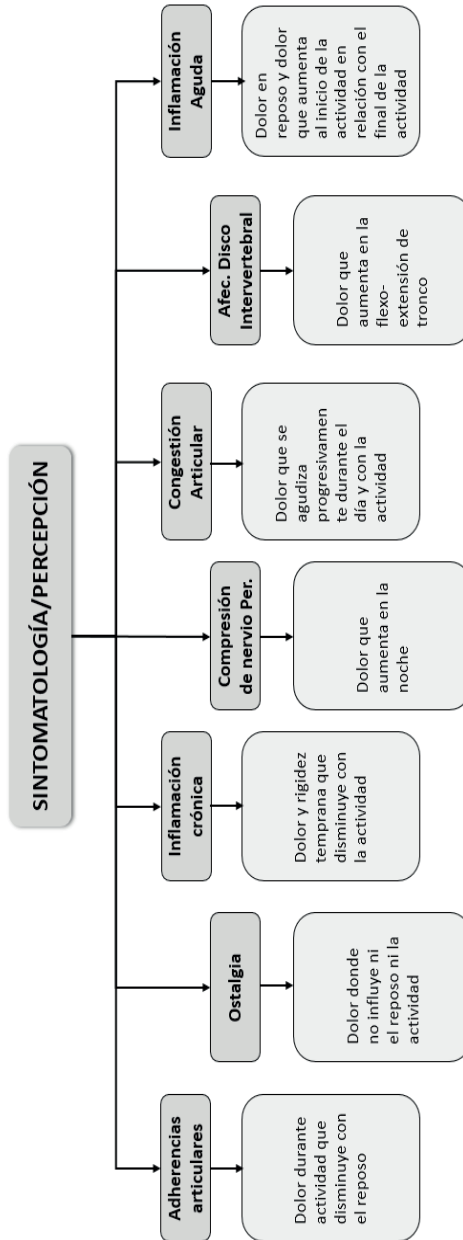 SINTOMATOLOGÍA/PERCEPCIÓN
Adherencias
articulares
Dolor durante
actividad que
disminuye con
el reposo
Ostalgia
Dolor donde
no influye ni
el reposo ni la
actividad
Inflamación
crónica
Dolor y rigidez
temprana que
disminuye con
la actividad
Compresión
de nervio Per.
Dolor que
aumenta en la
noche
Congestión
Articular
Dolor que se
agudiza
progresivamen
te durante el
día y con la
actividad
Afec. Disco
Intervertebral
Dolor que
aumenta en la
flexo-
extensión de
tronco
Inflamación
Aguda
Dolor en
reposo y dolor
que aumenta
al inicio de la
actividad en
relación con el
final de la
actividad